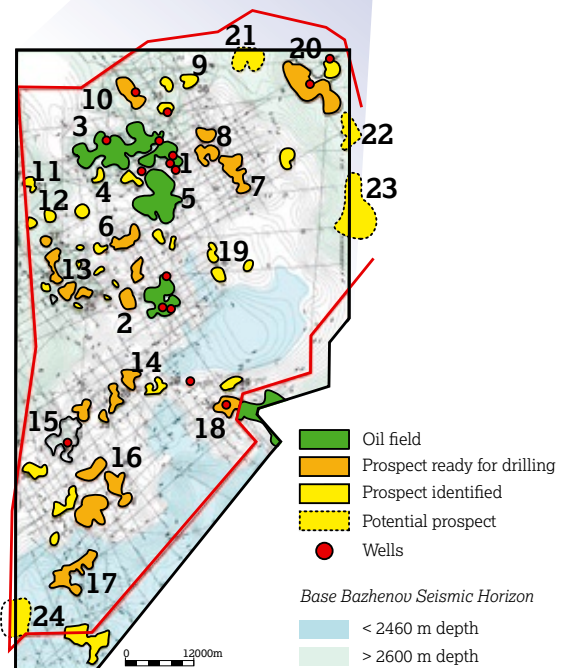 21
20
9
10
22
3
8
1
11
4
7
23
12
5
6
19
13
2
14
15
18
16
17
24
Oil field
Prospect ready for drilling
Prospect identified
Potential prospect
Wells
Base Bazhenov Seismic Horizon
< 2460 m depth
> 2600 m depth
0 12000m